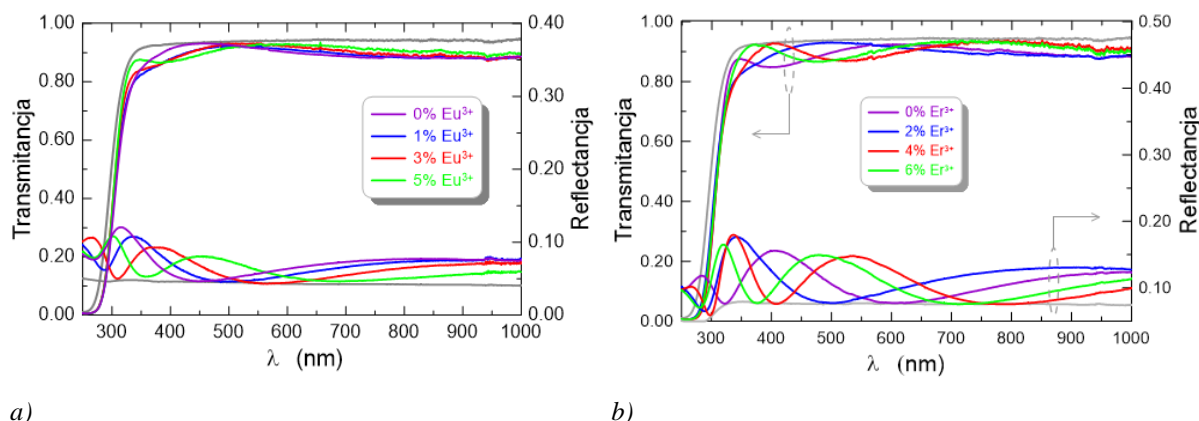 1.00
0.80
0.60
0.40
0.20
0.00
Transmitancja
0.40
0.30
0.20
0.10
0.00
Reflectancja
0% Eu³⁺
1% Eu³⁺
3% Eu³⁺
5% Eu³⁺
300 400 500 600 700 800 900 1000
λ (nm)
a)
1.00
0.80
0.60
0.40
0.20
0.00
Transmitancja
0.50
0.40
0.30
0.20
0.10
Reflectancja
0% Er³⁺
2% Er³⁺
4% Er³⁺
6% Er³⁺
300 400 500 600 700 800 900 1000
λ (nm)
b)